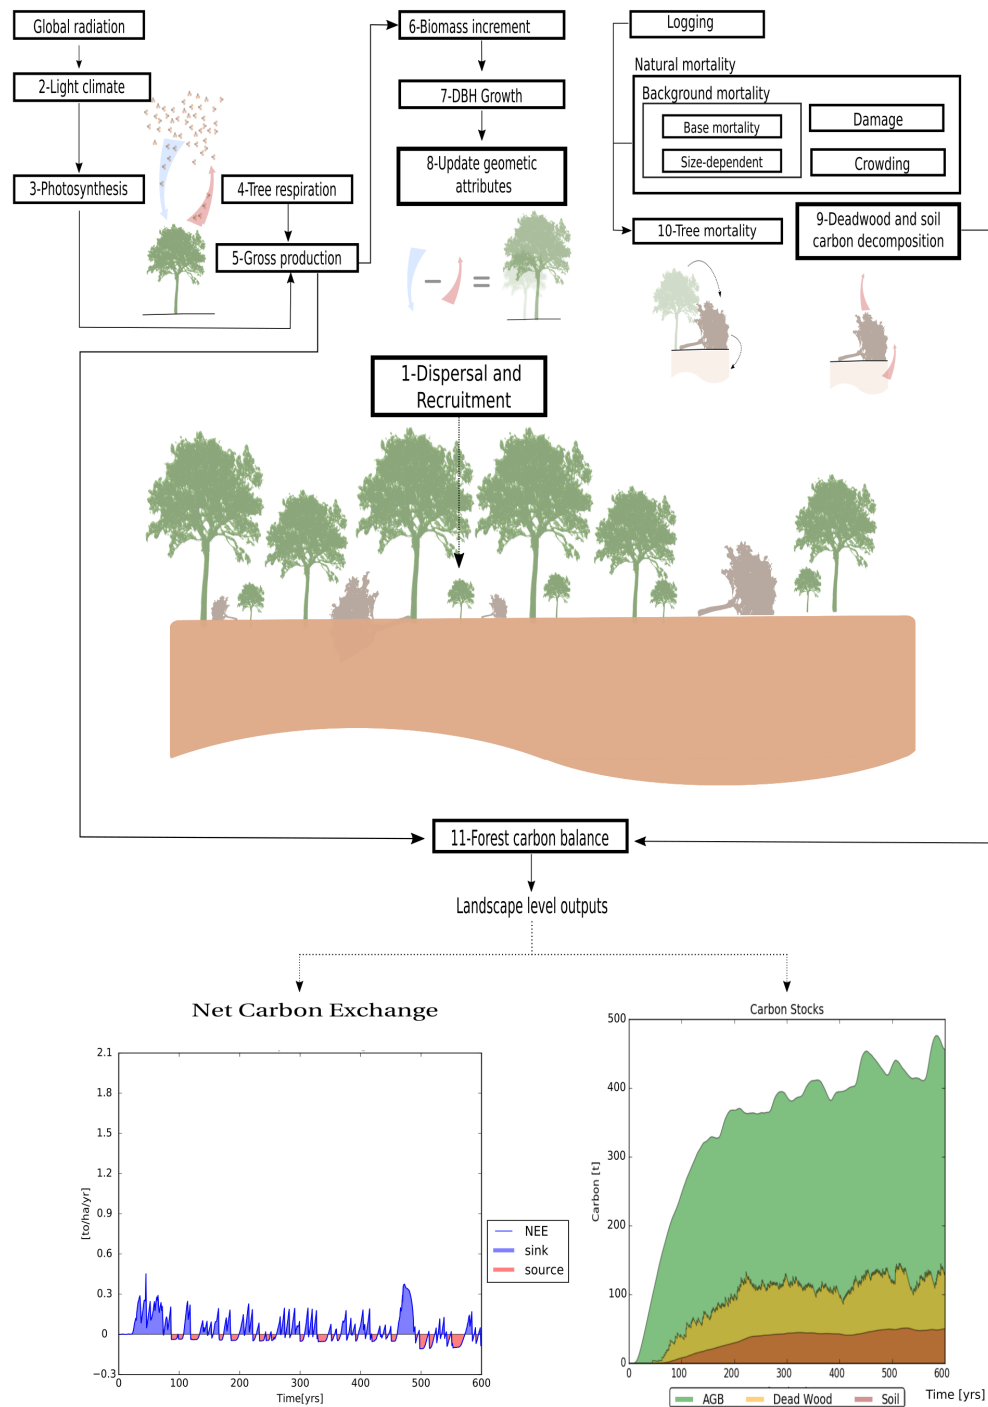 Global radiation
2-Light climate
3-Photosynthesis
4-Tree respiration
5-Gross production
6-Biomass increment
7-DBH Growth
8-Update geometic
attributes
Logging
Natural mortality
Background mortality
Base mortality
Size-dependent
Damage
Crowding
10-Tree mortality
9-Deadwood and soil
carbon decomposition
1-Dispersal and
Recruitment
11-Forest carbon balance
Landscape level outputs
Net Carbon Exchange
2.1
1.8
1.5
1.2
0.9
0.6
0.3
0
−0.3
[to/ha/yr]
0 100 200 300 400 500 600
Time[yrs]
NEE
sink
source
Carbon Stocks
500
400
300
200
100
0
Carbon [t]
100 200 300 400 500 600
Time [yrs]
AGB Dead Wood Soil